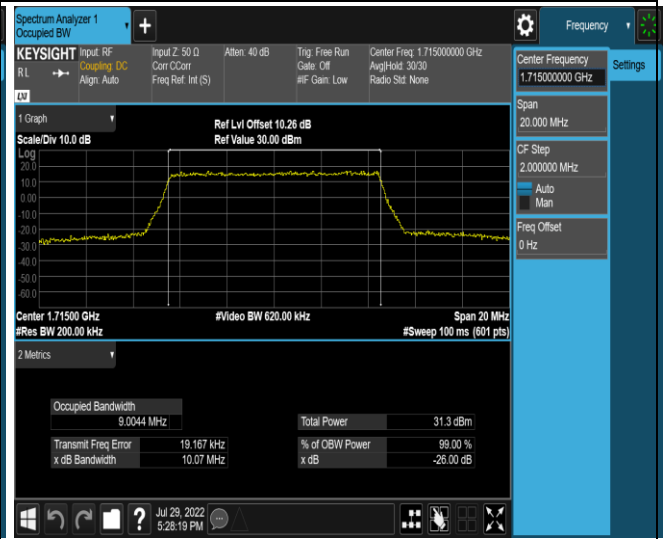 Spectrum Analyzer 1
Occupied BW
+
Frequency
KEYSIGHT
R L
Input: RF
Coupling: DC
Align: Auto
Input Z: 50 Ω
Corr CCorr
Freq Ref: Int (S)
Atten: 40 dB
Trig: Free Run
Gate: Off
#IF Gain: Low
Center Freq: 1.715000000 GHz
Avg|Hold: 30/30
Radio Std: None
LXI
1 Graph
Scale/Div 10.0 dB
Ref Lvl Offset 10.26 dB
Ref Value 30.00 dBm
Log
20.0
10.0
0.00
-10.0
-20.0
-30.0
-40.0
-50.0
-60.0
Center 1.71500 GHz
#Res BW 200.00 kHz
#Video BW 620.00 kHz
Span 20 MHz
#Sweep 100 ms (601 pts)
2 Metrics
Occupied Bandwidth
9.0044 MHz
Transmit Freq Error 19.167 kHz
x dB Bandwidth 10.07 MHz
Total Power 31.3 dBm
% of OBW Power 99.00 %
x dB -26.00 dB
?
Jul 29, 2022
5:28:19 PM
Center Frequency
1.715000000 GHz
Settings
Span
20.000 MHz
CF Step
2.000000 MHz
Auto
Man
Freq Offset
0 Hz